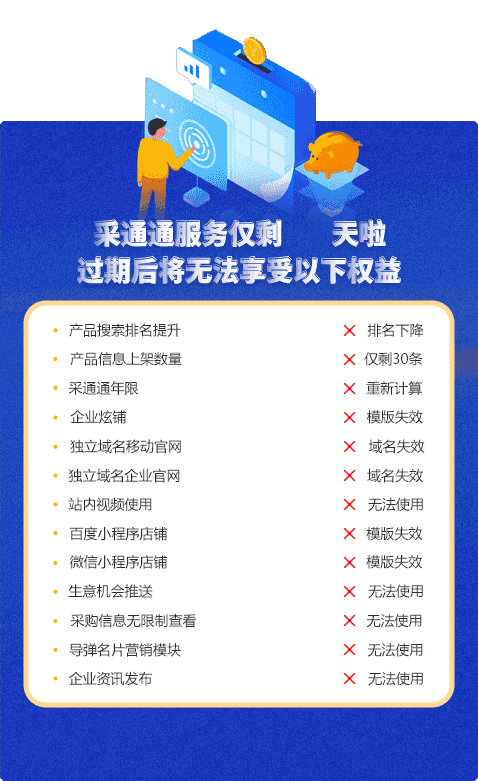 采通通服务仅剩 天啦
过期后将无法享受以下权益
产品搜索排名提升 排名下降
产品信息上架数量 仅剩30条
采通通年限 重新计算
企业炫铺 模版失效
独立域名移动官网 域名失效
独立域名企业官网 域名失效
站内视频使用 无法使用
百度小程序店铺 模版失效
微信小程序店铺 模版失效
生意机会推送 无法使用
采购信息无限制查看 无法使用
导弹名片营销模块 无法使用
企业资讯发布 无法使用